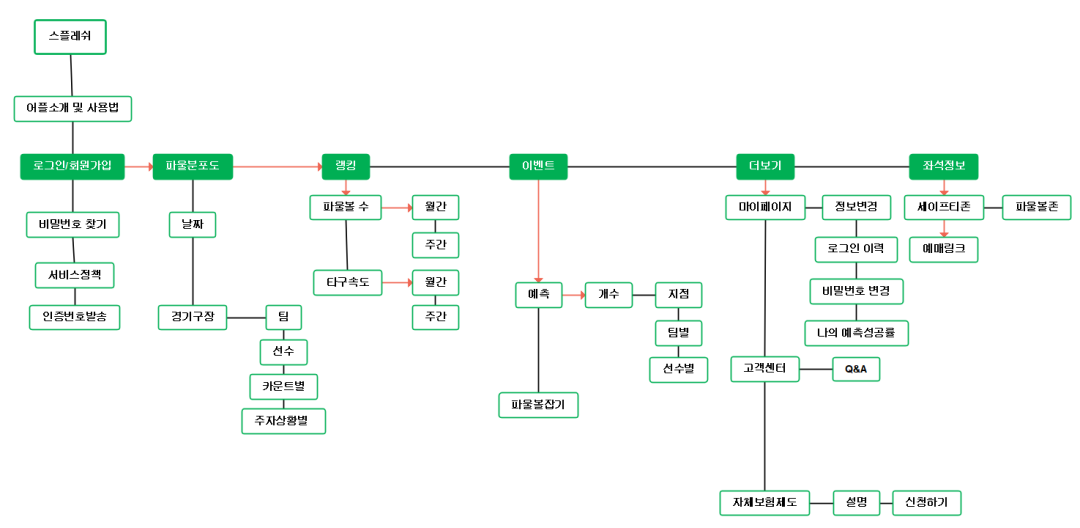 스플래쉬
어플소개 및 사용법
로그인/회원가입
파울분포도
랭킹
이벤트
더보기
좌석정보
비밀번호 찾기
서비스정책
인증번호발송
날짜
경기구장
팀
선수
카운트별
주자상황별
파울볼 수
월간
주간
타구속도
월간
주간
예측
개수
지점
팀별
선수별
파울볼잡기
마이페이지
정보변경
로그인 이력
비밀번호 변경
나의 예측성공률
고객센터
Q&A
자체보험제도
설명
신청하기
세이프티존
파울볼존
예매링크